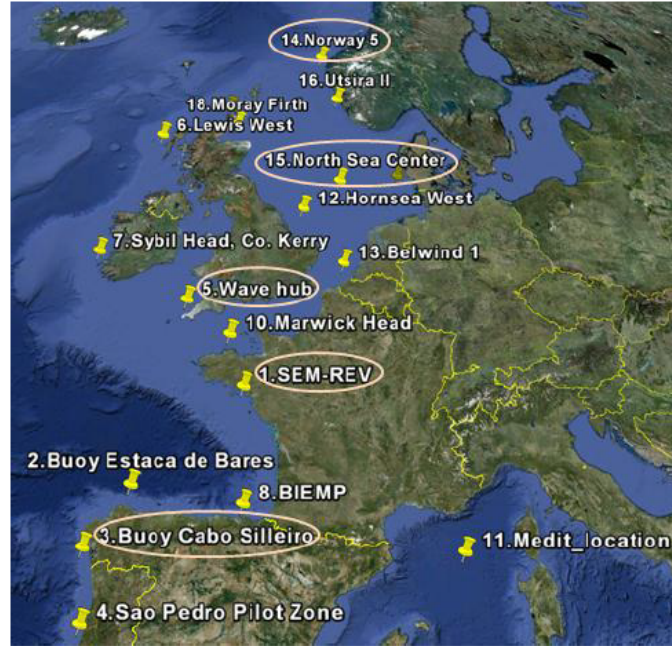 14.Norway 5
16.Utsira II
18.Moray Firth
6.Lewis West
15.North Sea Center
12.Hornsea West
7.Sybil Head, Co. Kerry
13.Belwind 1
5.Wave hub
10.Marwick Head
1.SEM-REV
2.Buoy Estaca de Bares
8.BIEMP
3.Buoy Cabo Silleiro
11.Medit_location
4.Sao Pedro Pilot Zone